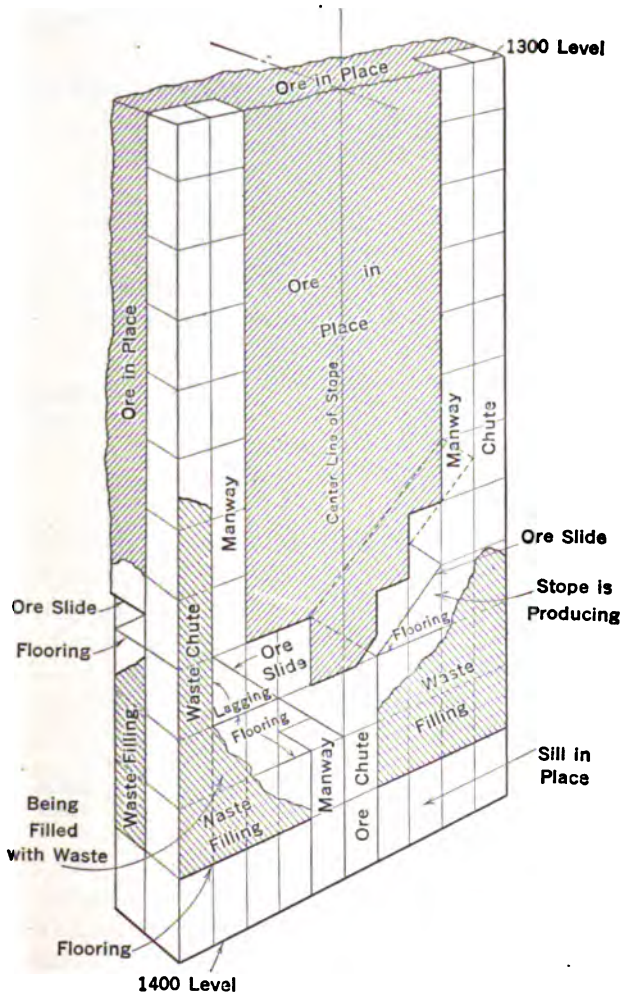 1300 Level
Ore in Place
Ore in
Place
Ore in Place
Center Line of Stope
Manway
Chute
Manway
Ore Slide
Stope is
Producing
Ore Slide
Flooring
Waste Chute
Ore
Slide
Flooring
Lagging
Flooring
Waste
Filling
Waste-Filling
Manway
Ore Chute
Sill in
Place
Being
Filled
with Waste
Waste
Filling
Flooring
1400 Level